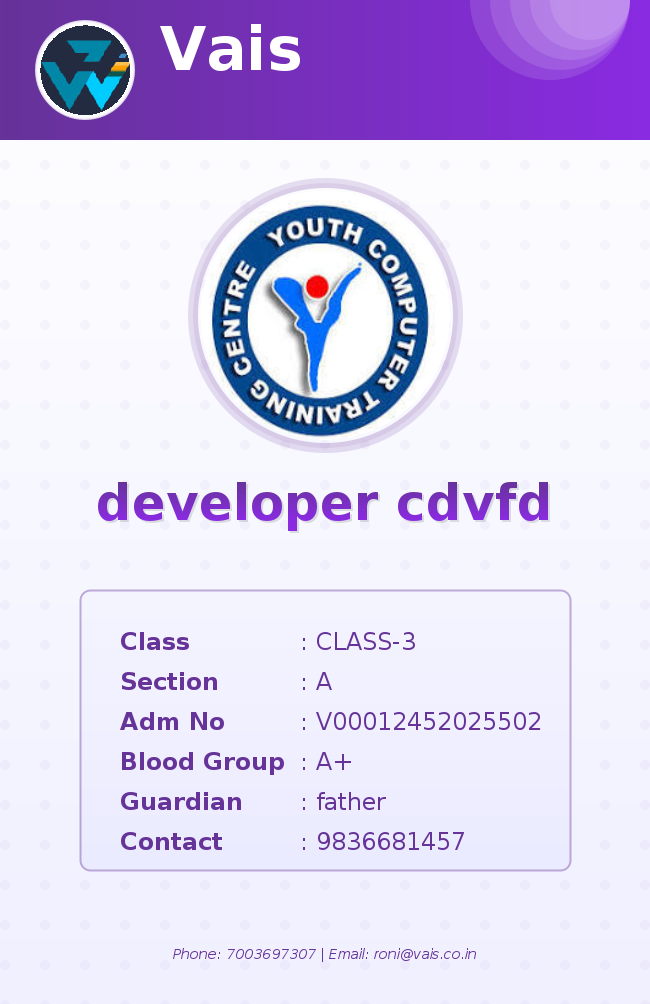 Vais
YOUTH COMPUTER TRAINING CENTRE
developer cdvfd
Class : CLASS-3
Section : A
Adm No : V00012452025502
Blood Group : A+
Guardian : father
Contact : 9836681457
Phone: 7003697307 | Email: roni@vais.co.in